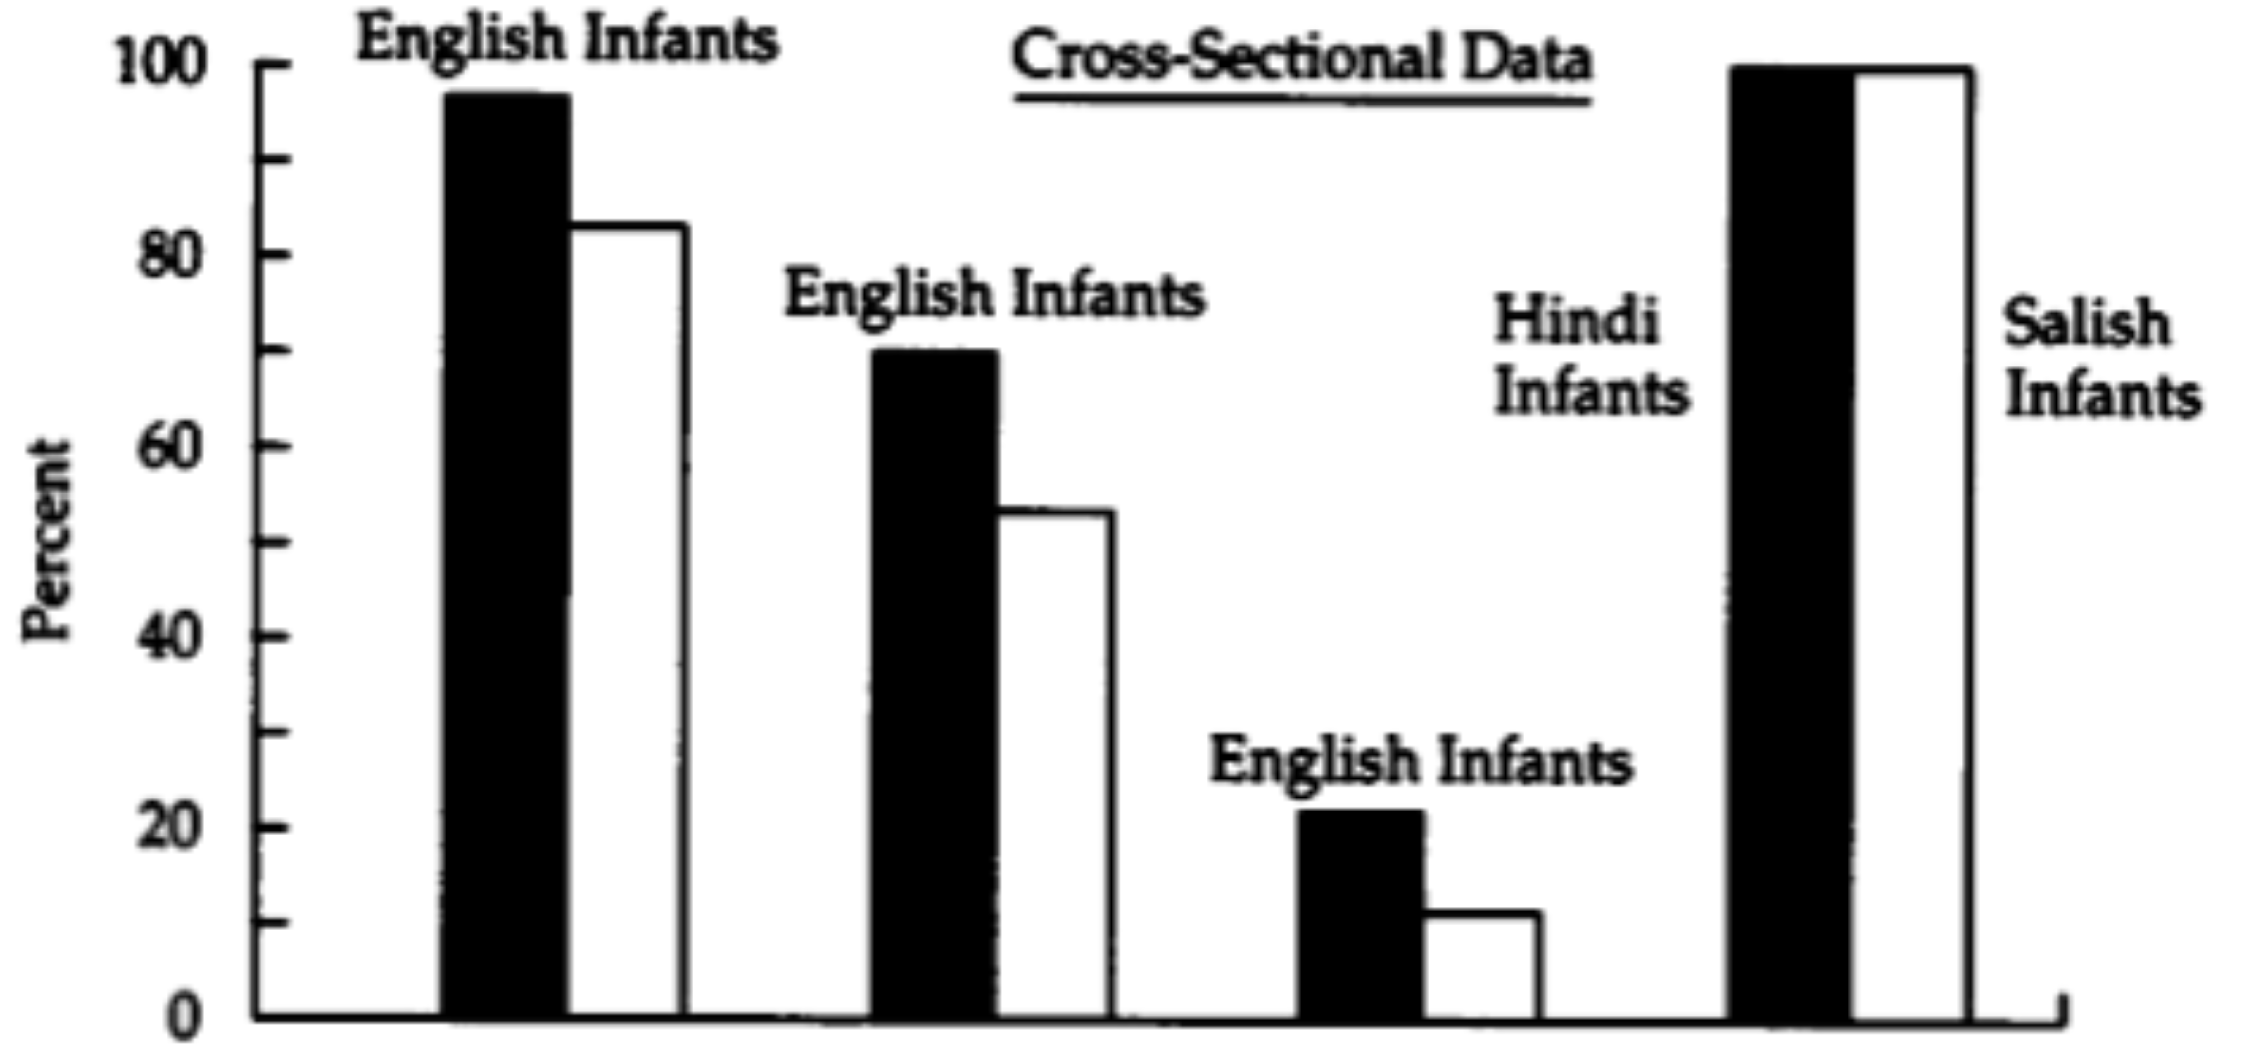 English Infants
Cross-Sectional Data
100
80
60
40
20
0
Percent
English Infants
Hindi
Infants
Salish
Infants
English Infants